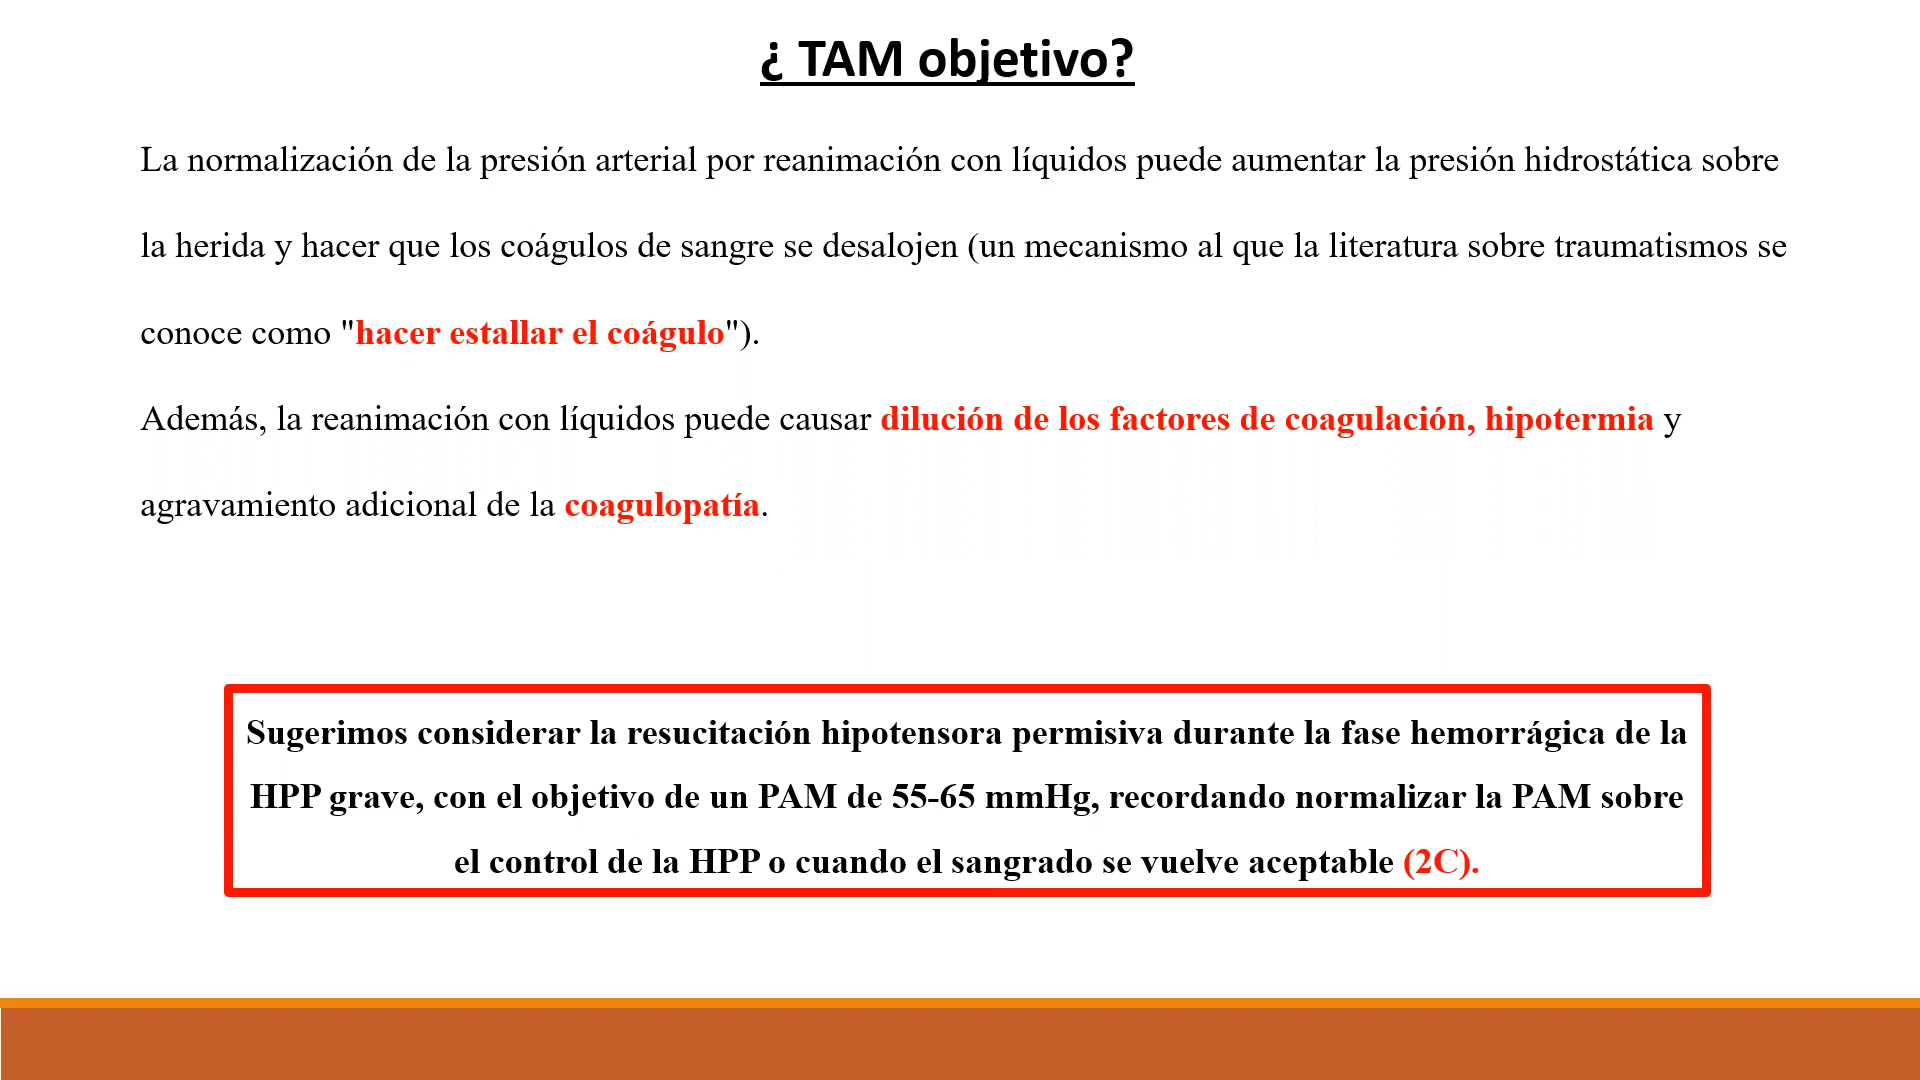 ¿ TAM objetivo?
La normalización de la presión arterial por reanimación con líquidos puede aumentar la presión hidrostática sobre
la herida y hacer que los coágulos de sangre se desalojen (un mecanismo al que la literatura sobre traumatismos se
conoce como "hacer estallar el coágulo").
Además, la reanimación con líquidos puede causar dilución de los factores de coagulación, hipotermia y
agravamiento adicional de la coagulopatía.
Sugerimos considerar la resucitación hipotensora permisiva durante la fase hemorrágica de la
HPP grave, con el objetivo de un PAM de 55-65 mmHg, recordando normalizar la PAM sobre
el control de la HPP o cuando el sangrado se vuelve aceptable (2C).